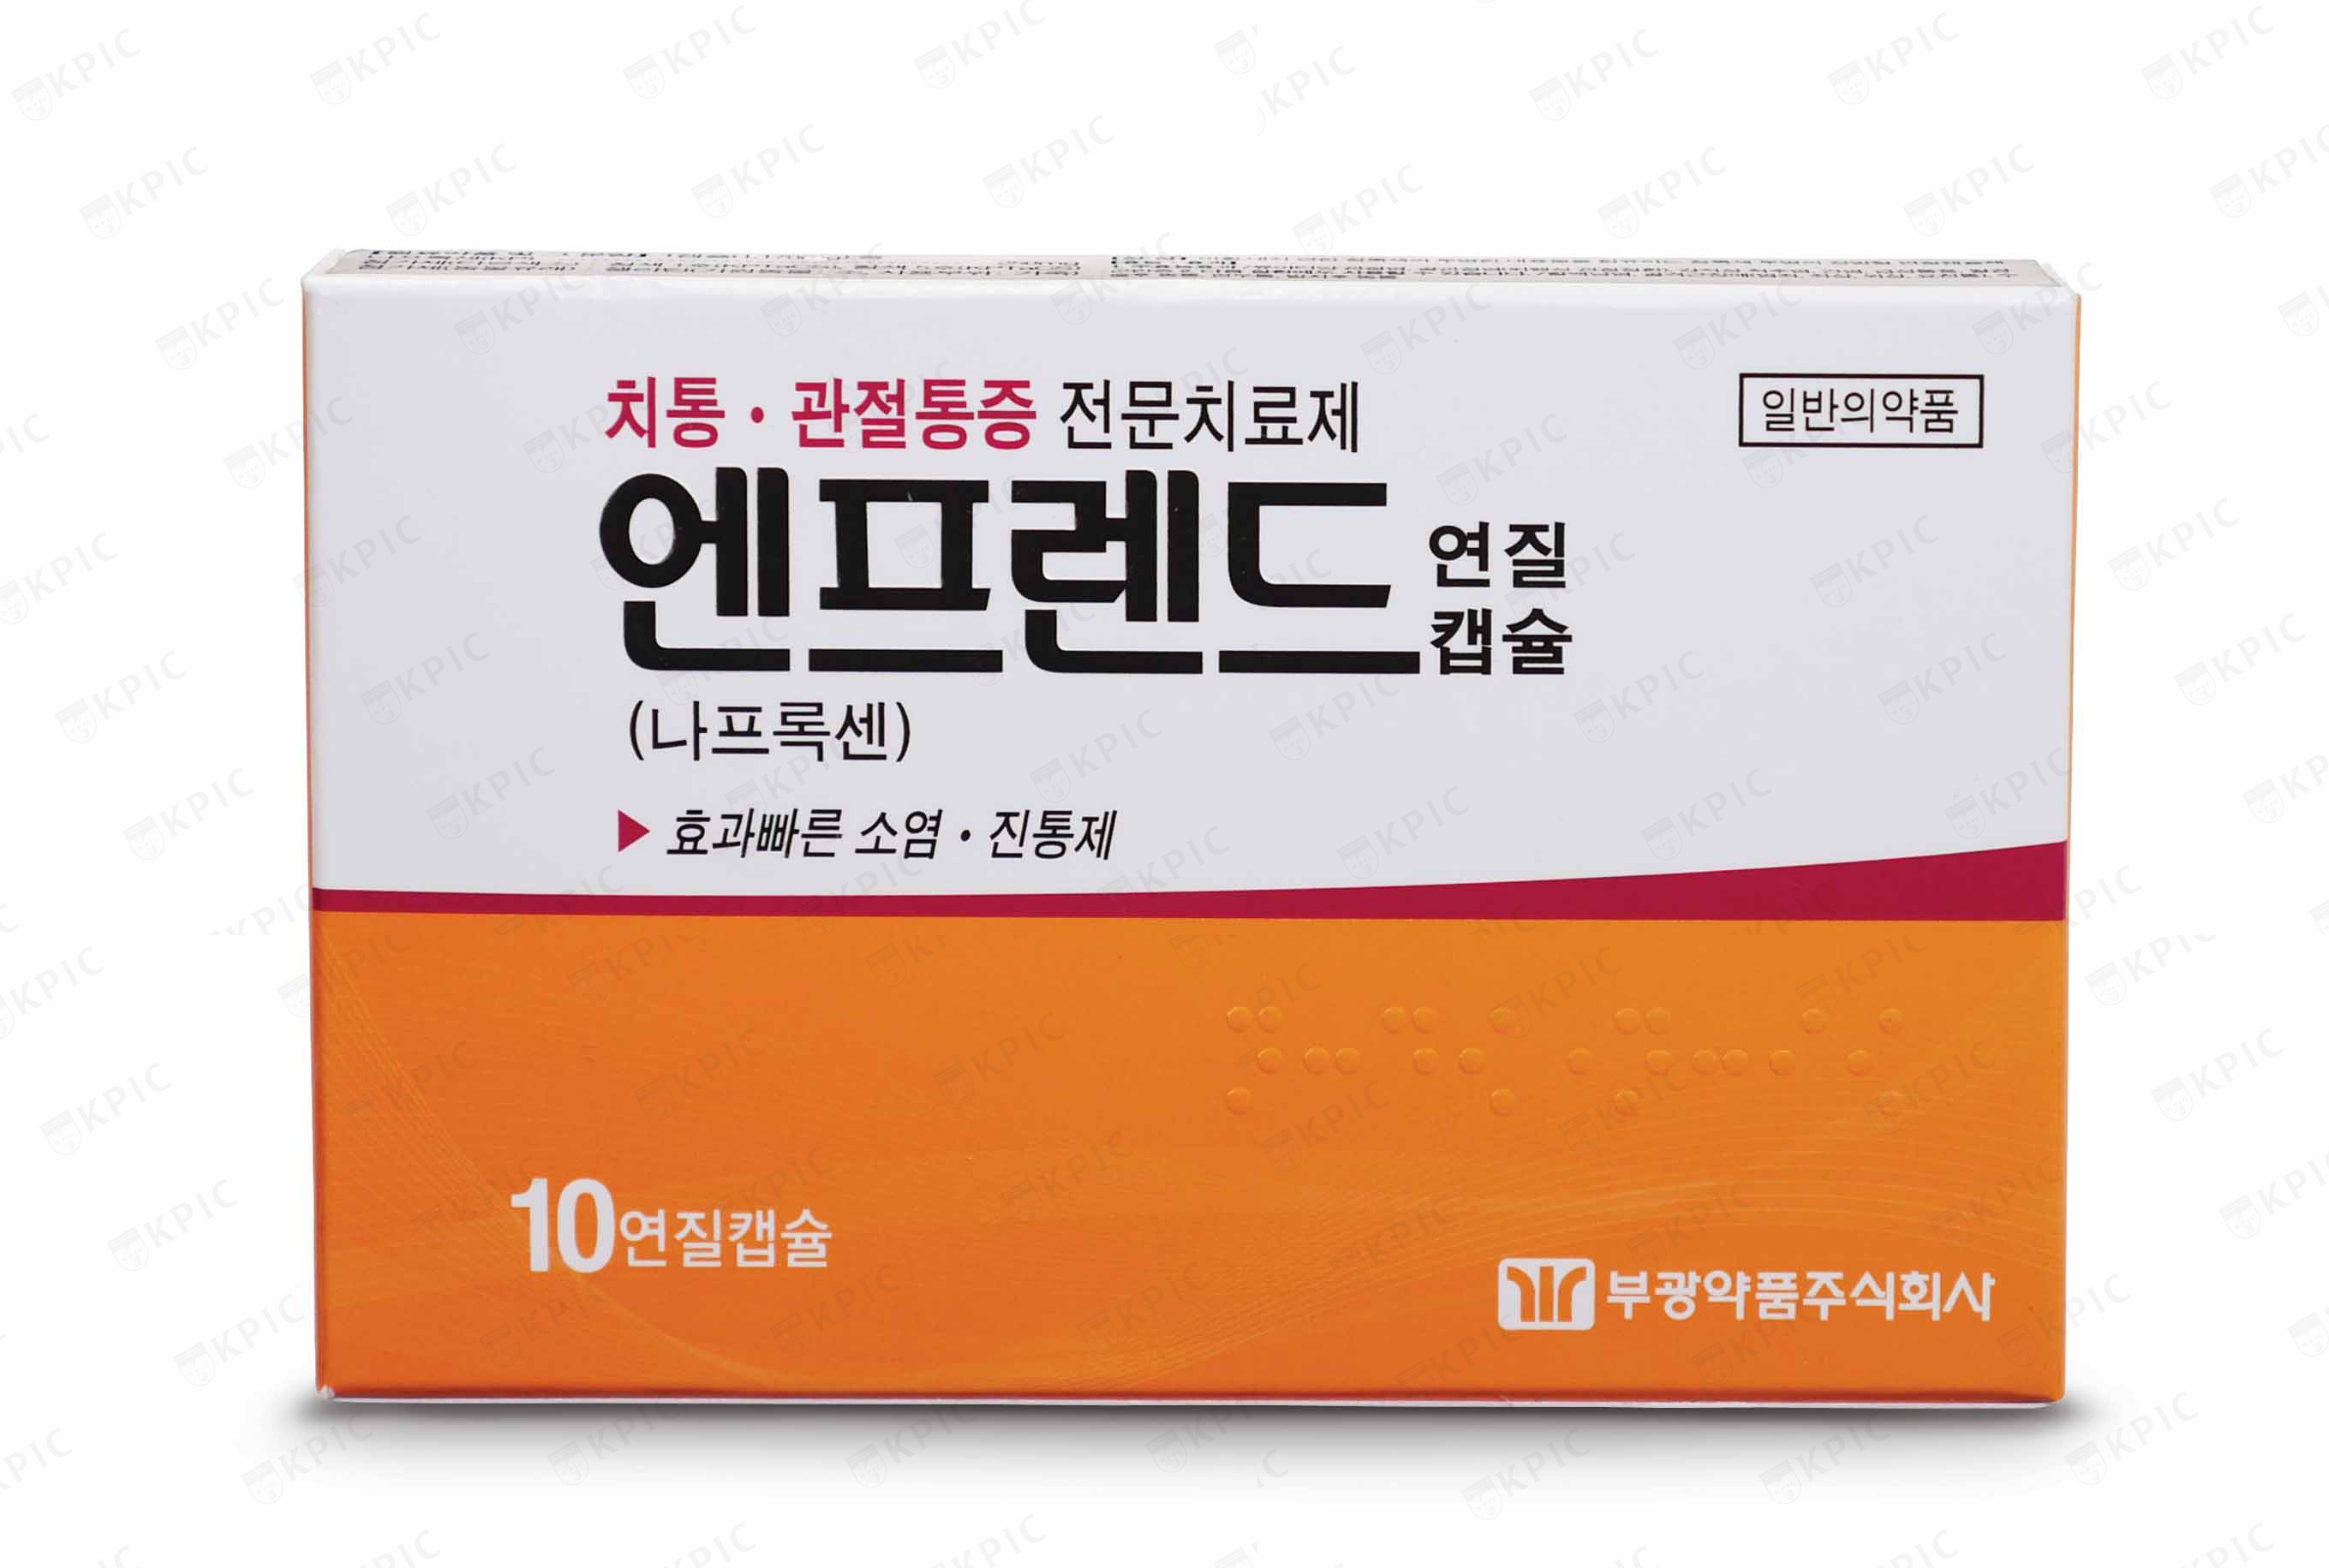 치통 · 관절통증 전문치료제
일반의약품
엔프렌드 연질캡슐
(나프록센)
▶ 효과빠른 소염 · 진통제
10연질캡슐
부광약품주식회사
KPIC